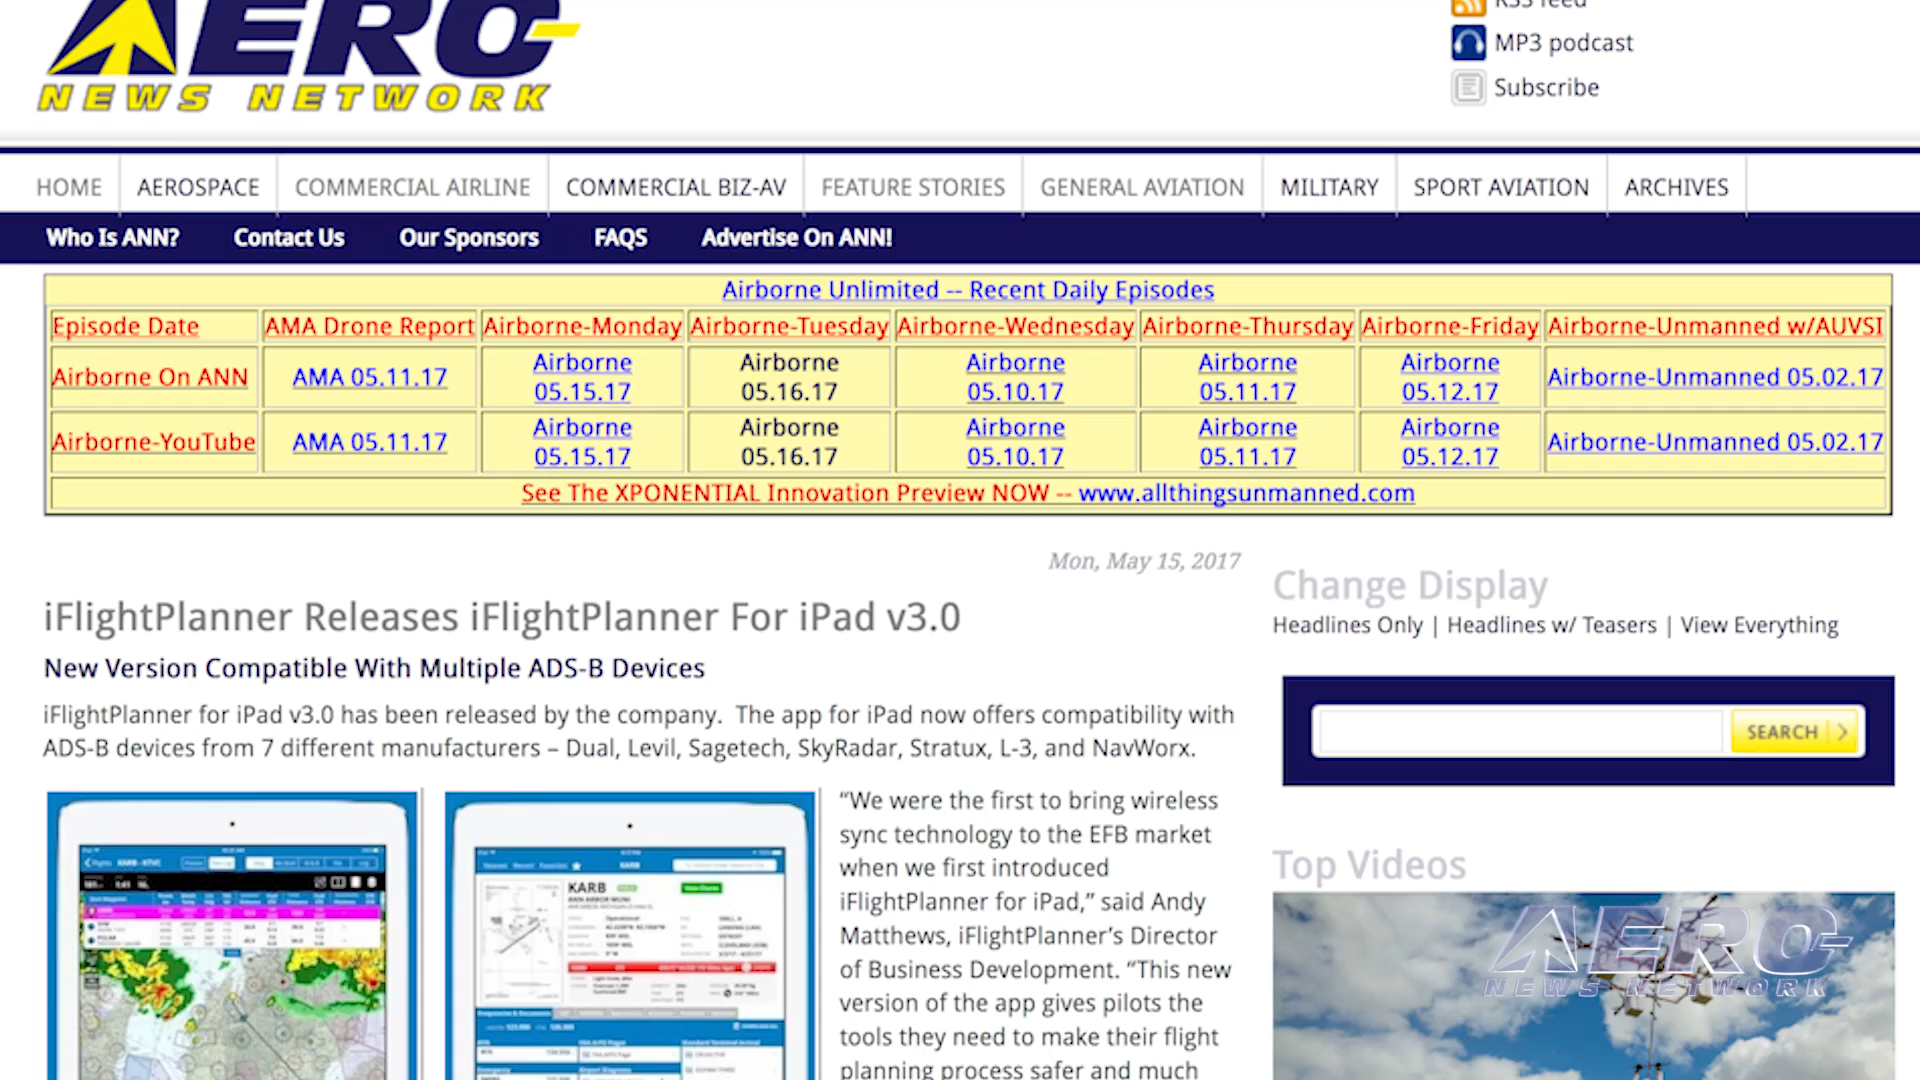 AERO-
NEWS NETWORK
RSS feed
MP3 podcast
Subscribe
HOME AEROSPACE COMMERCIAL AIRLINE COMMERCIAL BIZ-AV FEATURE STORIES GENERAL AVIATION MILITARY SPORT AVIATION ARCHIVES
Who Is ANN? Contact Us Our Sponsors FAQS Advertise On ANN!
Airborne Unlimited -- Recent Daily Episodes
Episode Date AMA Drone Report Airborne-Monday Airborne-Tuesday Airborne-Wednesday Airborne-Thursday Airborne-Friday Airborne-Unmanned w/AUVSI
Airborne On ANN AMA 05.11.17 Airborne 05.15.17 Airborne 05.16.17 Airborne 05.10.17 Airborne 05.11.17 Airborne 05.12.17 Airborne-Unmanned 05.02.17
Airborne-YouTube AMA 05.11.17 Airborne 05.15.17 Airborne 05.16.17 Airborne 05.10.17 Airborne 05.11.17 Airborne 05.12.17 Airborne-Unmanned 05.02.17
See The XPONENTIAL Innovation Preview NOW -- www.allthingsunmanned.com
Mon, May 15, 2017
iFlightPlanner Releases iFlightPlanner For iPad v3.0
New Version Compatible With Multiple ADS-B Devices
iFlightPlanner for iPad v3.0 has been released by the company. The app for iPad now offers compatibility with
ADS-B devices from 7 different manufacturers – Dual, Levil, Sagetech, SkyRadar, Stratux, L-3, and NavWorx.
KARB
KARB
“We were the first to bring wireless
sync technology to the EFB market
when we first introduced
iFlightPlanner for iPad,” said Andy
Matthews, iFlightPlanner’s Director
of Business Development. “This new
version of the app gives pilots the
tools they need to make their flight
planning process safer and much
Change Display
Headlines Only | Headlines w/ Teasers | View Everything
SEARCH
Top Videos
AERO-
NEWS NETWORK